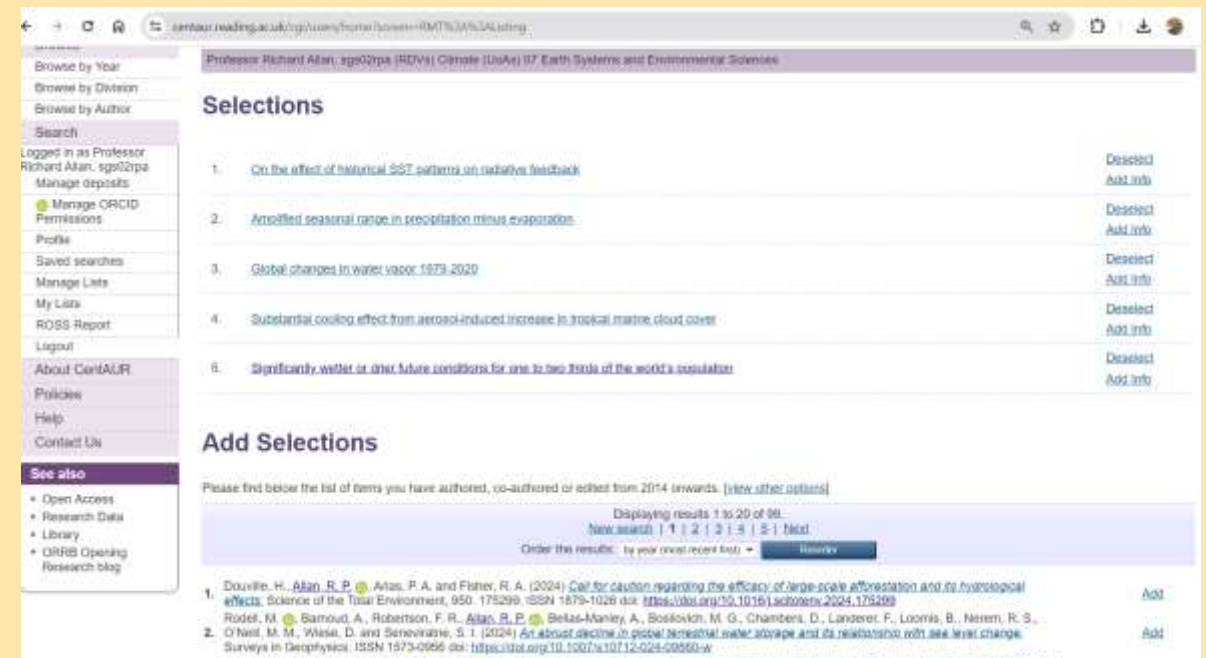 centaur.reading.ac.uk/cgi/users/home?screen=RMT%3A%3AListing
Browse by Year
Browse by Division
Browse by Author
Search
Logged in as Professor
Richard Allan, sgs02rpa
Manage deposits
Manage ORCID
Permissions
Profile
Saved searches
Manage Lists
My Lists
ROSS Report
Logout
About CentAUR
Policies
Help
Contact Us
See also
Open Access
Research Data
Library
ORRB Opening
Research blog
Professor Richard Allan, sgs02rpa (RDVs) Climate (UoAs) 07 Earth Systems and Environmental Sciences
Selections
1. On the effect of historical SST patterns on radiative feedback
Deselect
Add Info
2. Amplified seasonal range in precipitation minus evaporation
Deselect
Add Info
3. Global changes in water vapor 1979-2020
Deselect
Add Info
4. Substantial cooling effect from aerosol-induced increase in tropical marine cloud cover
Deselect
Add Info
Significantly wetter or drier future conditions for one to two thirds of the world's population
Deselect
Add Info
Add Selections
Please find below the list of items you have authored, co-authored or edited from 2014 onwards. [view other options]
Displaying results 1 to 20 of
New search | 1 | 2 | 3 | 4 | 5 | Next
Order the results: by year (most recent first) Reorder
1. Douville, H., Allan, R. P., Arias, P. A. and Fisher, R. A. (2024) Call for caution regarding the efficacy of large-scale afforestation and its hydrological
effects. Science of the Total Environment, 950. 175299. ISSN 1879-1026 doi: https://doi.org/10.1016/j.scitotenv.2024.175299
Add
Rodell, M., Barnoud, A., Robertson, F. R., Allan, R. P., Bellas-Manley, A., Bosilovich, M. G., Chambers, D., Landerer, F., Loomis, B., Nerem, R. S.,
2. O'Neill, M. M., Wiese, D. and Seneviratne, S. I. (2024) An abrupt decline in global terrestrial water storage and its relationship with sea level change.
Surveys in Geophysics. ISSN 1573-0956 doi: https://doi.org/10.1007/s10712-024-09860-w
Add